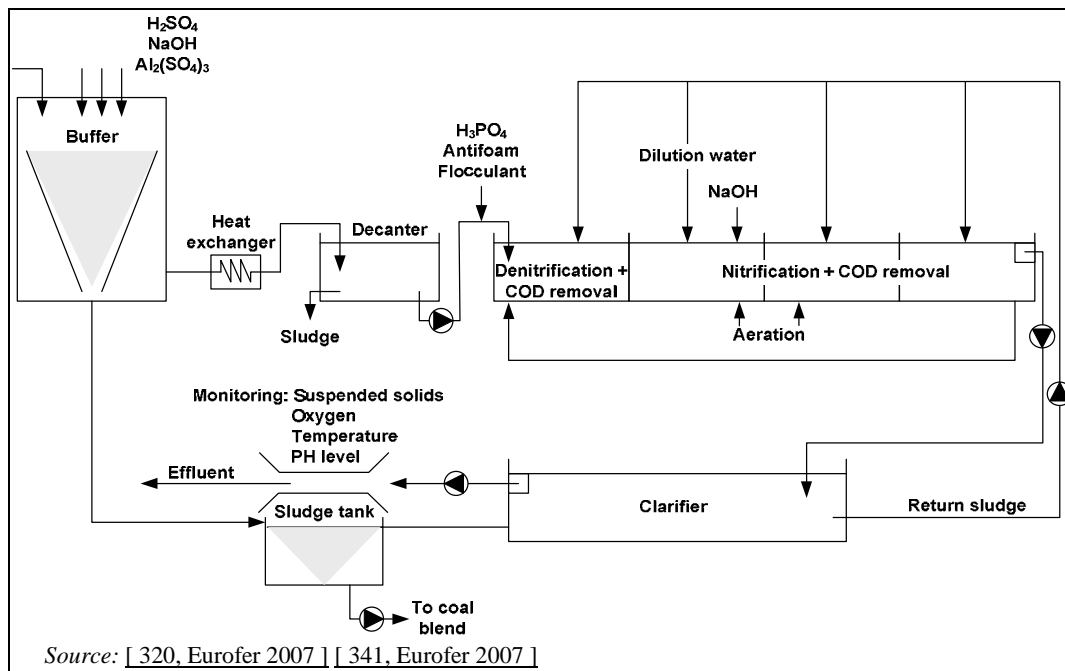 H₂SO₄
NaOH
Al₂(SO₄)₃
Buffer
Heat
exchanger
Decanter
Sludge
H₃PO₄
Antifoam
Flocculant
Dilution water
NaOH
Denitrification +
COD removal
Nitrification + COD removal
Aeration
Monitoring: Suspended solids
Oxygen
Temperature
PH level
Effluent
Sludge tank
Clarifier
Return sludge
To coal
blend
Source: [ 320, Eurofer 2007 ] [ 341, Eurofer 2007 ]